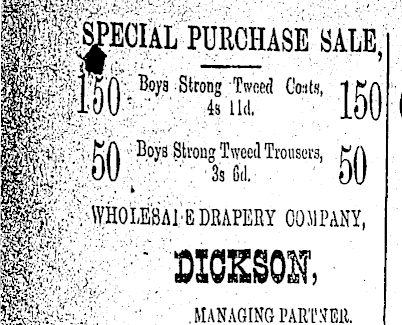 SPECIAL PURCHASE SALE,
150 Boys Strong Tweed Coats, 150
4s 11d.
50 Boys Strong Tweed Trousers, 50
3s 6d.
WHOLESALE DRAPERY COMPANY,
DICKSON,
MANAGING PARTNER.